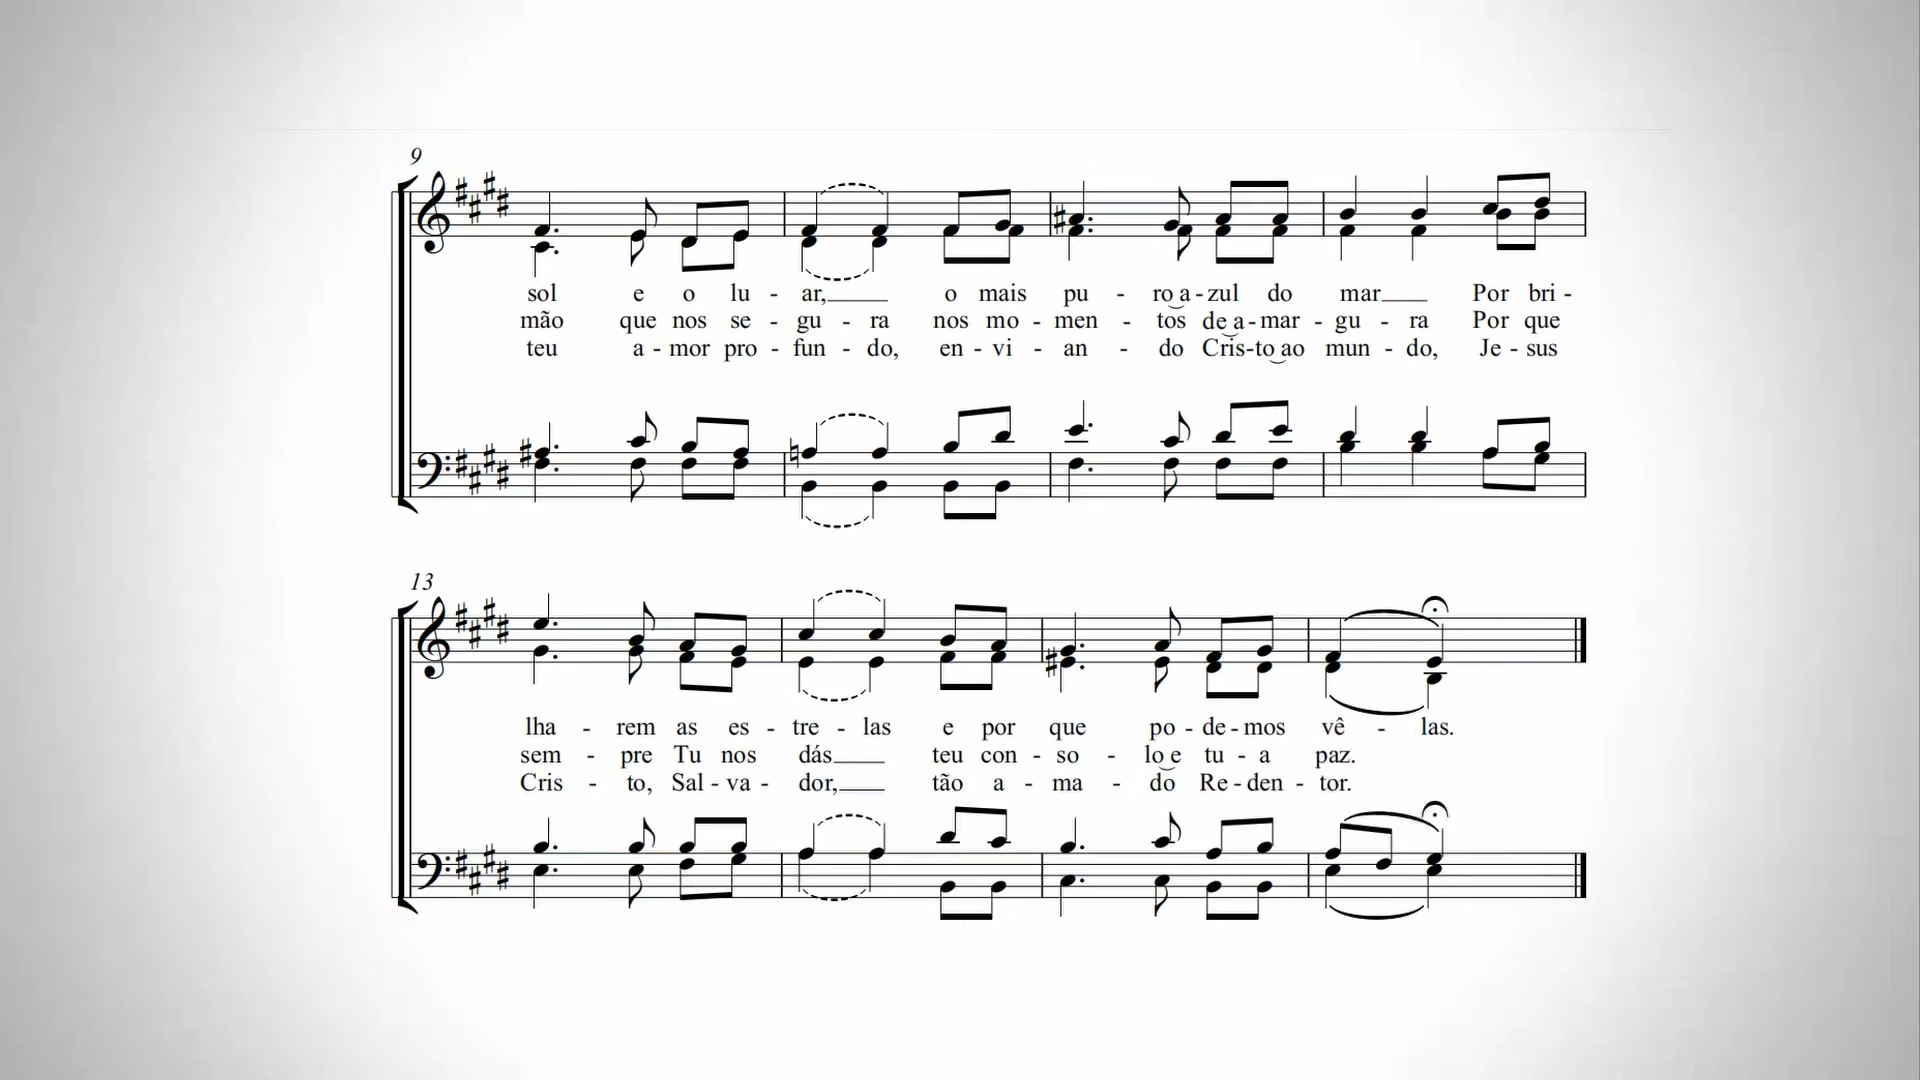 9
sol e o lu - ar, o mais pu - ro a - zul do mar Por bri -
mão que nos se - gu - ra nos mo - men - tos de a - mar - gu - ra Por que
teu a - mor pro - fun - do, en - vi - an - do Cris - to ao mun - do, Je - sus
13
lha - rem as es - tre - las e por que po - de - mos vê - las.
sem - pre Tu nos dás teu con - so - lo e tu - a paz.
Cris - to, Sal - va - dor, tão a - ma - do Re - den - tor.